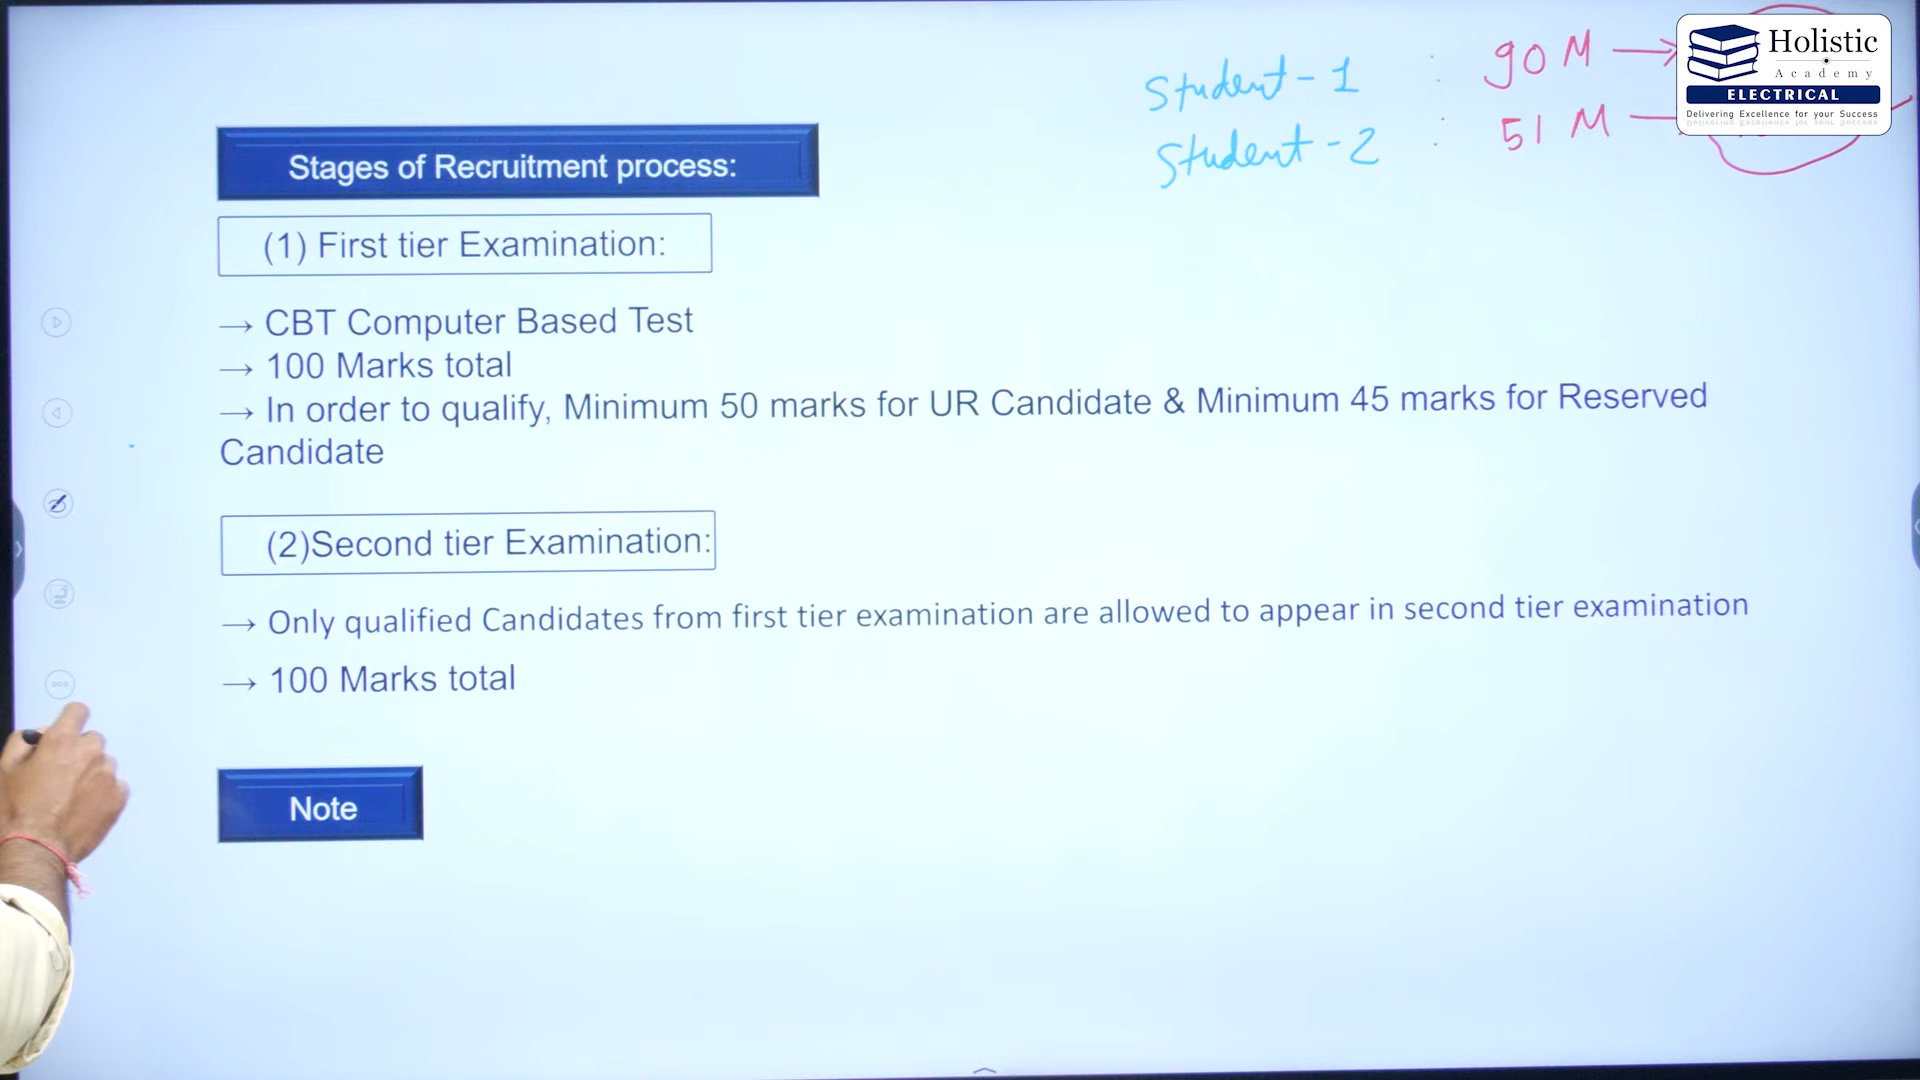 Student - 1 : 90 M →
Student - 2 : 51 M
Holistic
Academy
ELECTRICAL
Delivering Excellence for your Success
Stages of Recruitment process:
(1) First tier Examination:
→ CBT Computer Based Test
→ 100 Marks total
→ In order to qualify, Minimum 50 marks for UR Candidate & Minimum 45 marks for Reserved
Candidate
(2)Second tier Examination:
→ Only qualified Candidates from first tier examination are allowed to appear in second tier examination
→ 100 Marks total
Note